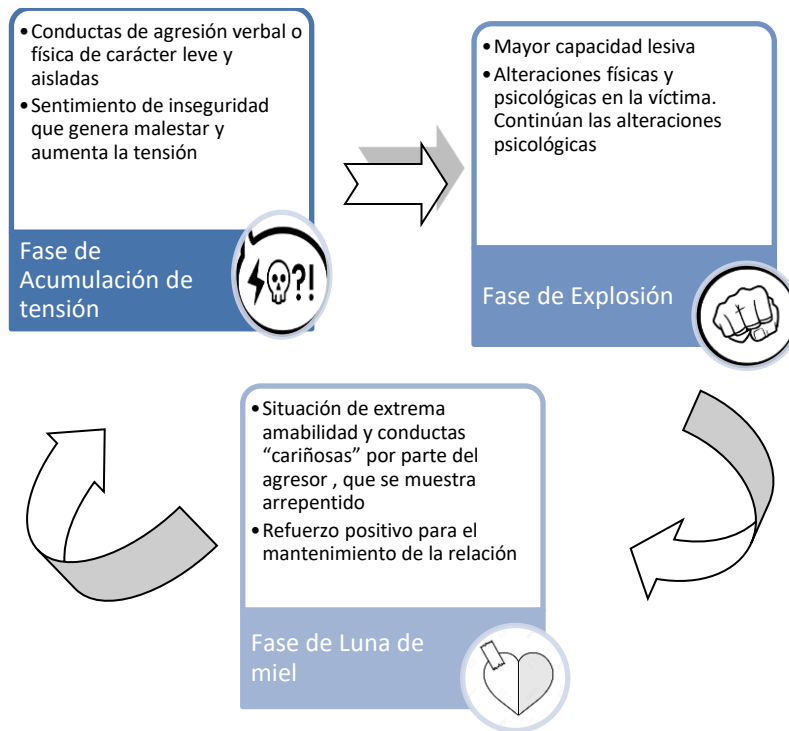 •Conductas de agresión verbal o
física de carácter leve y
aisladas
•Sentimiento de inseguridad
que genera malestar y
aumenta la tensión
Fase de
Acumulación de
tensión
?!
•Mayor capacidad lesiva
•Alteraciones físicas y
psicológicas en la víctima.
Continúan las alteraciones
psicológicas
Fase de Explosión
•Situación de extrema
amabilidad y conductas
“cariñosas” por parte del
agresor , que se muestra
arrepentido
•Refuerzo positivo para el
mantenimiento de la relación
Fase de Luna de
miel